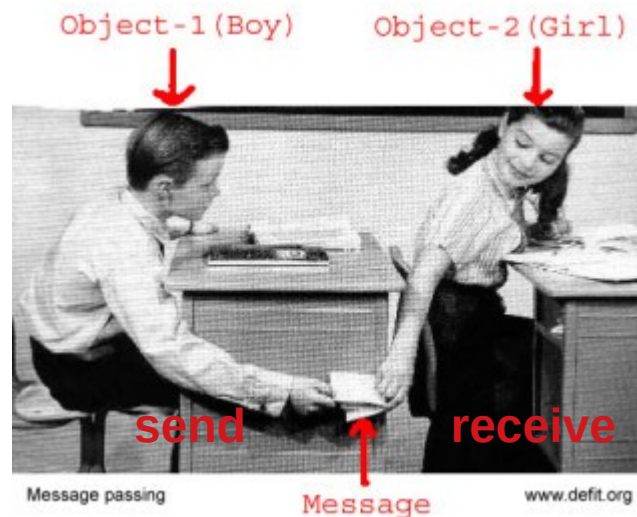 Object-1(Boy)
Object-2(Girl)
send
receive
Message passing
Message
www.defit.org